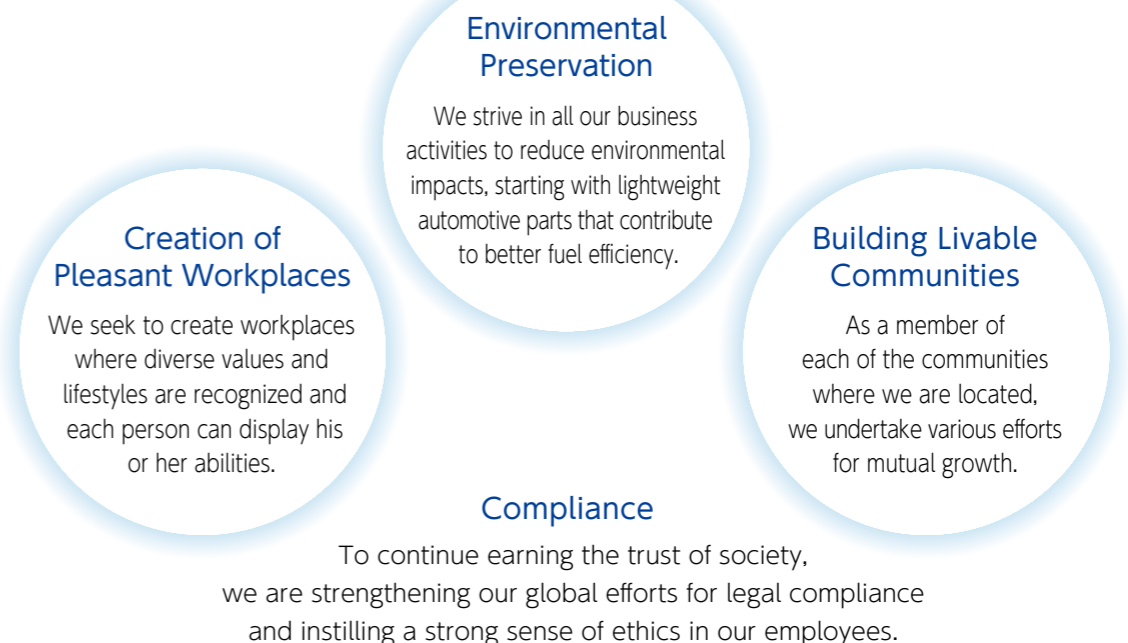 Environmental
Preservation
We strive in all our business
activities to reduce environmental
impacts, starting with lightweight
automotive parts that contribute
to better fuel efficiency.
Creation of
Pleasant Workplaces
We seek to create workplaces
where diverse values and
lifestyles are recognized and
each person can display his
or her abilities.
Building Livable
Communities
As a member of
each of the communities
where we are located,
we undertake various efforts
for mutual growth.
Compliance
To continue earning the trust of society,
we are strengthening our global efforts for legal compliance
and instilling a strong sense of ethics in our employees.